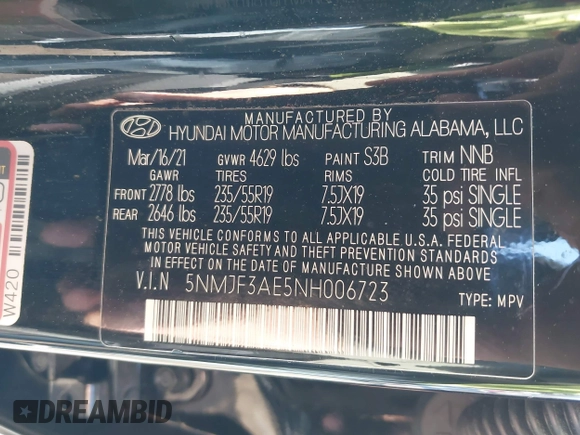 MANUFACTURED BY
HYUNDAI MOTOR MANUFACTURING ALABAMA, LLC
Mar/16/21 GVWR 4629 lbs PAINT S3B TRIM NNB
GAWR TIRES RIMS COLD TIRE INFL
FRONT 2778 lbs 235/55R19 7.5JX19 35 psi SINGLE
REAR 2646 lbs 235/55R19 7.5JX19 35 psi SINGLE
THIS VEHICLE CONFORMS TO ALL APPLICABLE U.S.A. FEDERAL
MOTOR VEHICLE SAFETY AND THEFT PREVENTION STANDARDS
IN EFFECT ON THE DATE OF MANUFACTURE SHOWN ABOVE.
V.I.N 5NMJF3AE5NH006723
TYPE: MPV
W420
DREAMBID